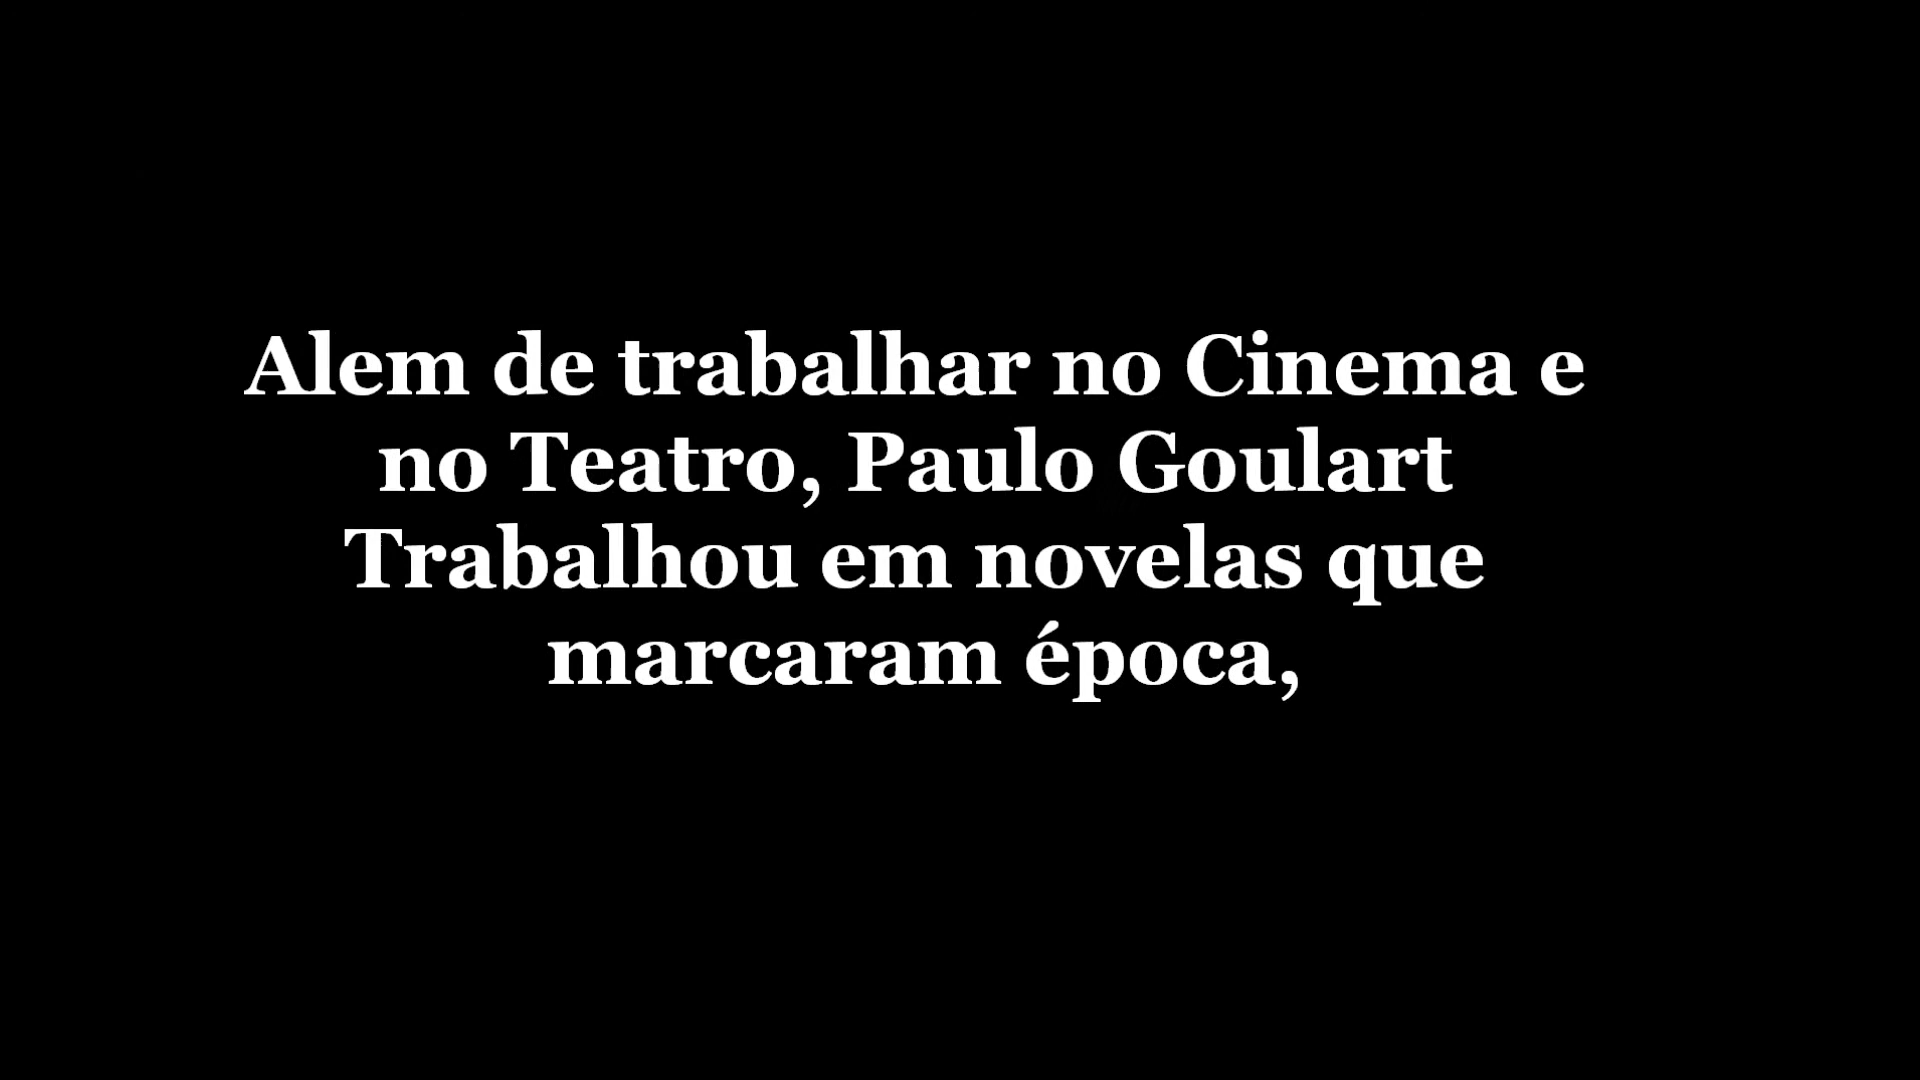 Alem de trabalhar no Cinema e
no Teatro, Paulo Goulart
Trabalhou em novelas que
marcaram época,